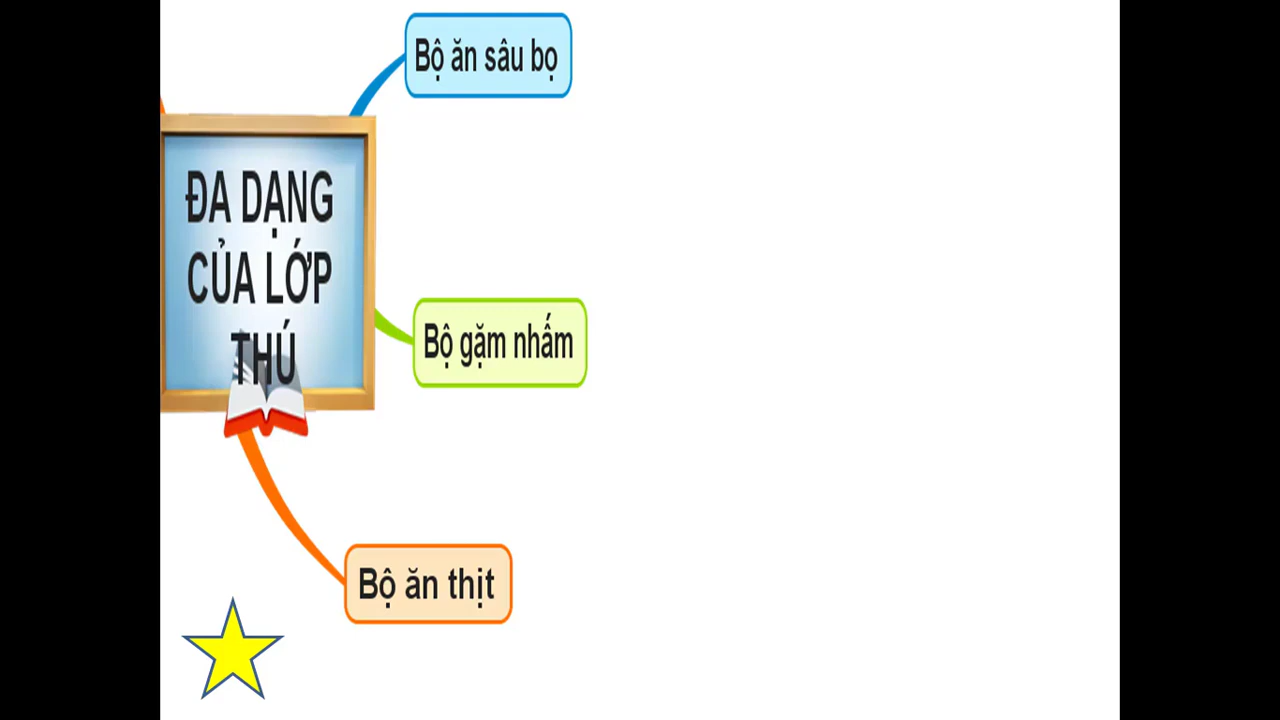 Bộ ăn sâu bọ
ĐA DẠNG
CỦA LỚP
THÚ
Bộ gặm nhấm
Bộ ăn thịt